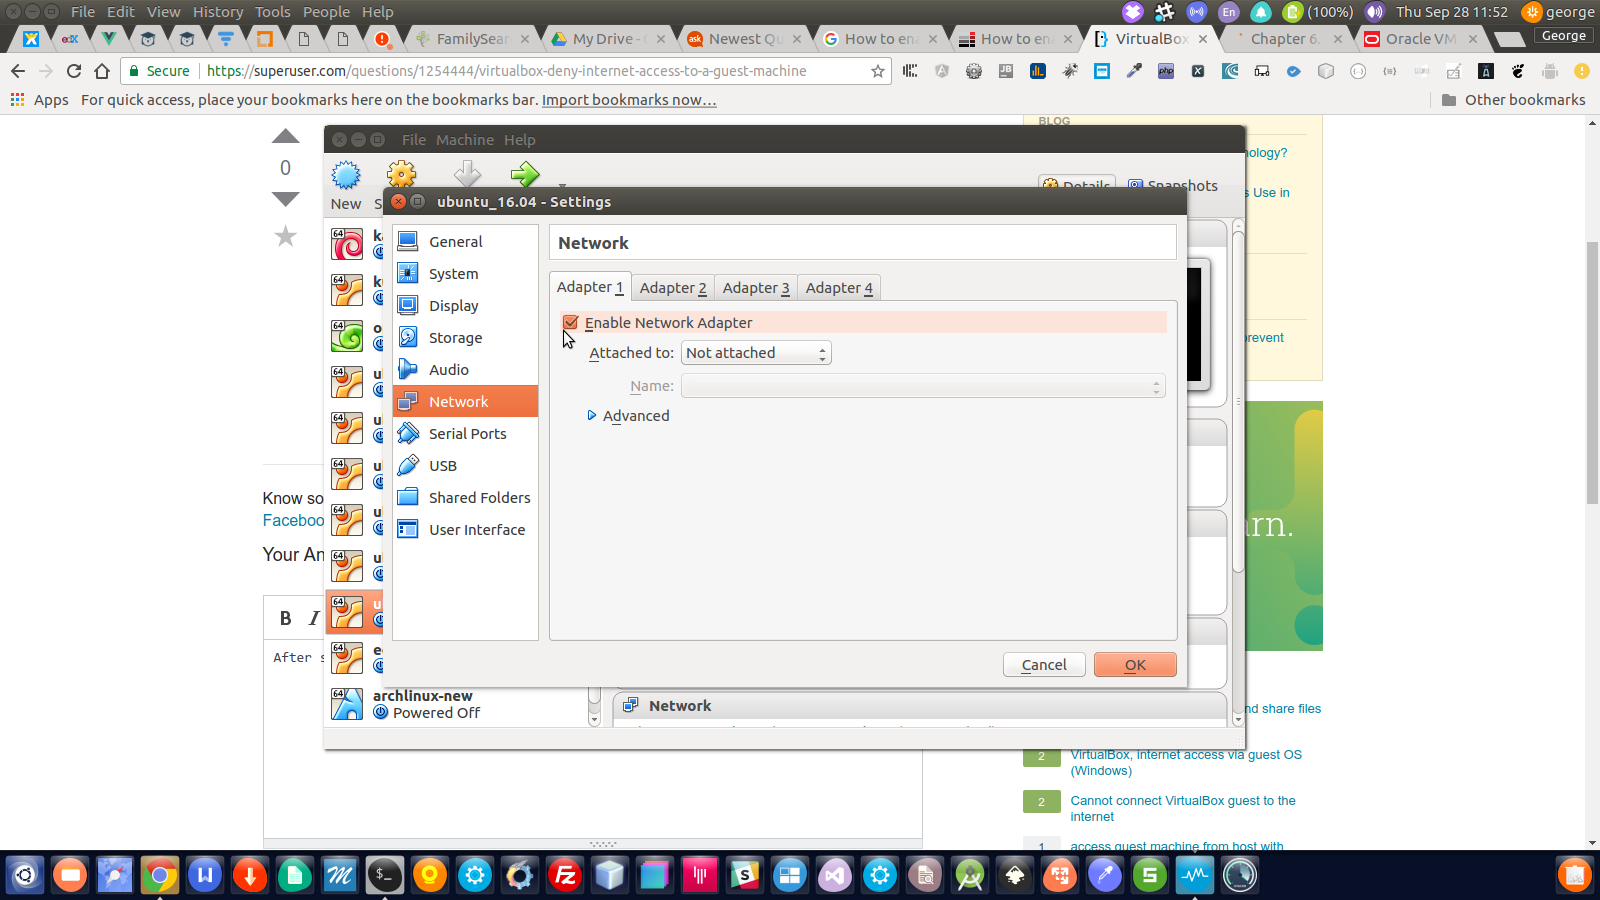 File Edit View History Tools People Help
En (100%) Thu Sep 28 11:52 george
FamilySear
My Drive -
Newest Qu
How to ena
How to en
VirtualBox
Chapter 6.
Oracle VM
George
Secure https://superuser.com/questions/1254444/virtualbox-deny-internet-access-to-a-guest-machine
Apps For quick access, place your bookmarks here on the bookmarks bar. Import bookmarks now... Other bookmarks
BLOG
0
nology?
s Use in
prevent
arn.
File Machine Help
New S
Details
Snapshots
ubuntu_16.04 - Settings
General
System
Display
Storage
Audio
Network
Serial Ports
USB
Shared Folders
User Interface
Network
Adapter 1 Adapter 2 Adapter 3 Adapter 4
Enable Network Adapter
Attached to: Not attached
Name:
Advanced
Cancel OK
archlinux-new
Powered Off
Network
Know so
Faceboo
Your An
B I
After s
nd share files
2 VirtualBox, internet access via guest OS
(Windows)
2 Cannot connect VirtualBox guest to the
internet
1 access guest machine from host with